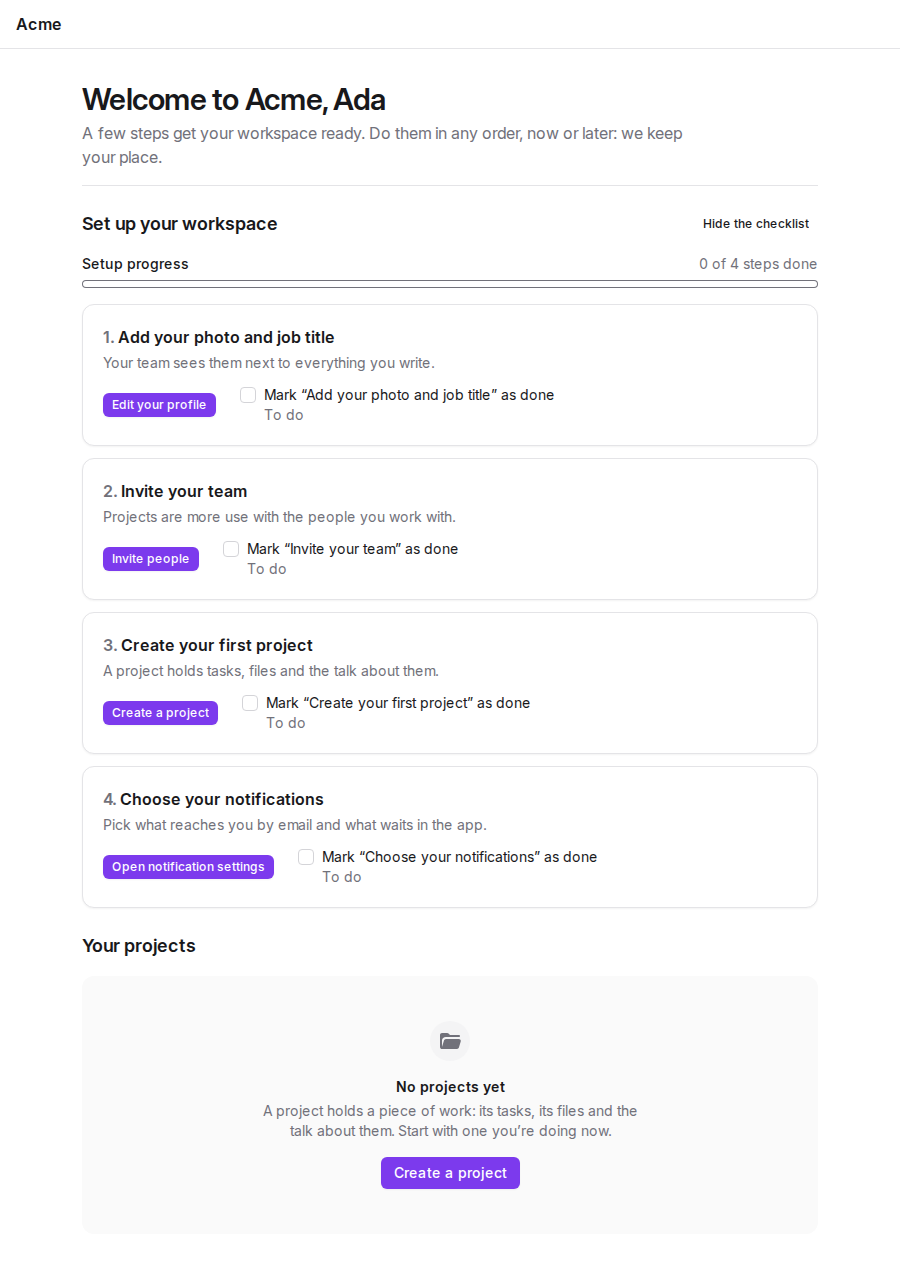 Acme
Welcome to Acme, Ada
A few steps get your workspace ready. Do them in any order, now or later: we keep
your place.
Set up your workspace
Hide the checklist
Setup progress
0 of 4 steps done
1. Add your photo and job title
Your team sees them next to everything you write.
Edit your profile
Mark “Add your photo and job title” as done
To do
2. Invite your team
Projects are more use with the people you work with.
Invite people
Mark “Invite your team” as done
To do
3. Create your first project
A project holds tasks, files and the talk about them.
Create a project
Mark “Create your first project” as done
To do
4. Choose your notifications
Pick what reaches you by email and what waits in the app.
Open notification settings
Mark “Choose your notifications” as done
To do
Your projects
No projects yet
A project holds a piece of work: its tasks, its files and the
talk about them. Start with one you’re doing now.
Create a project